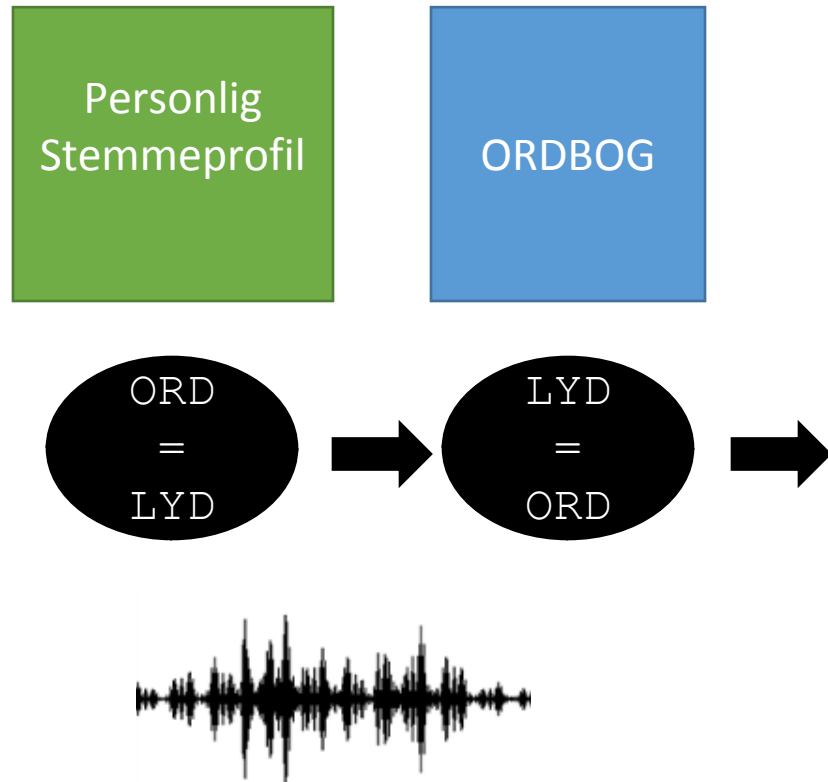 Personlig
Stemmeprofil
ORDBOG
ORD
=
LYD
LYD
=
ORD